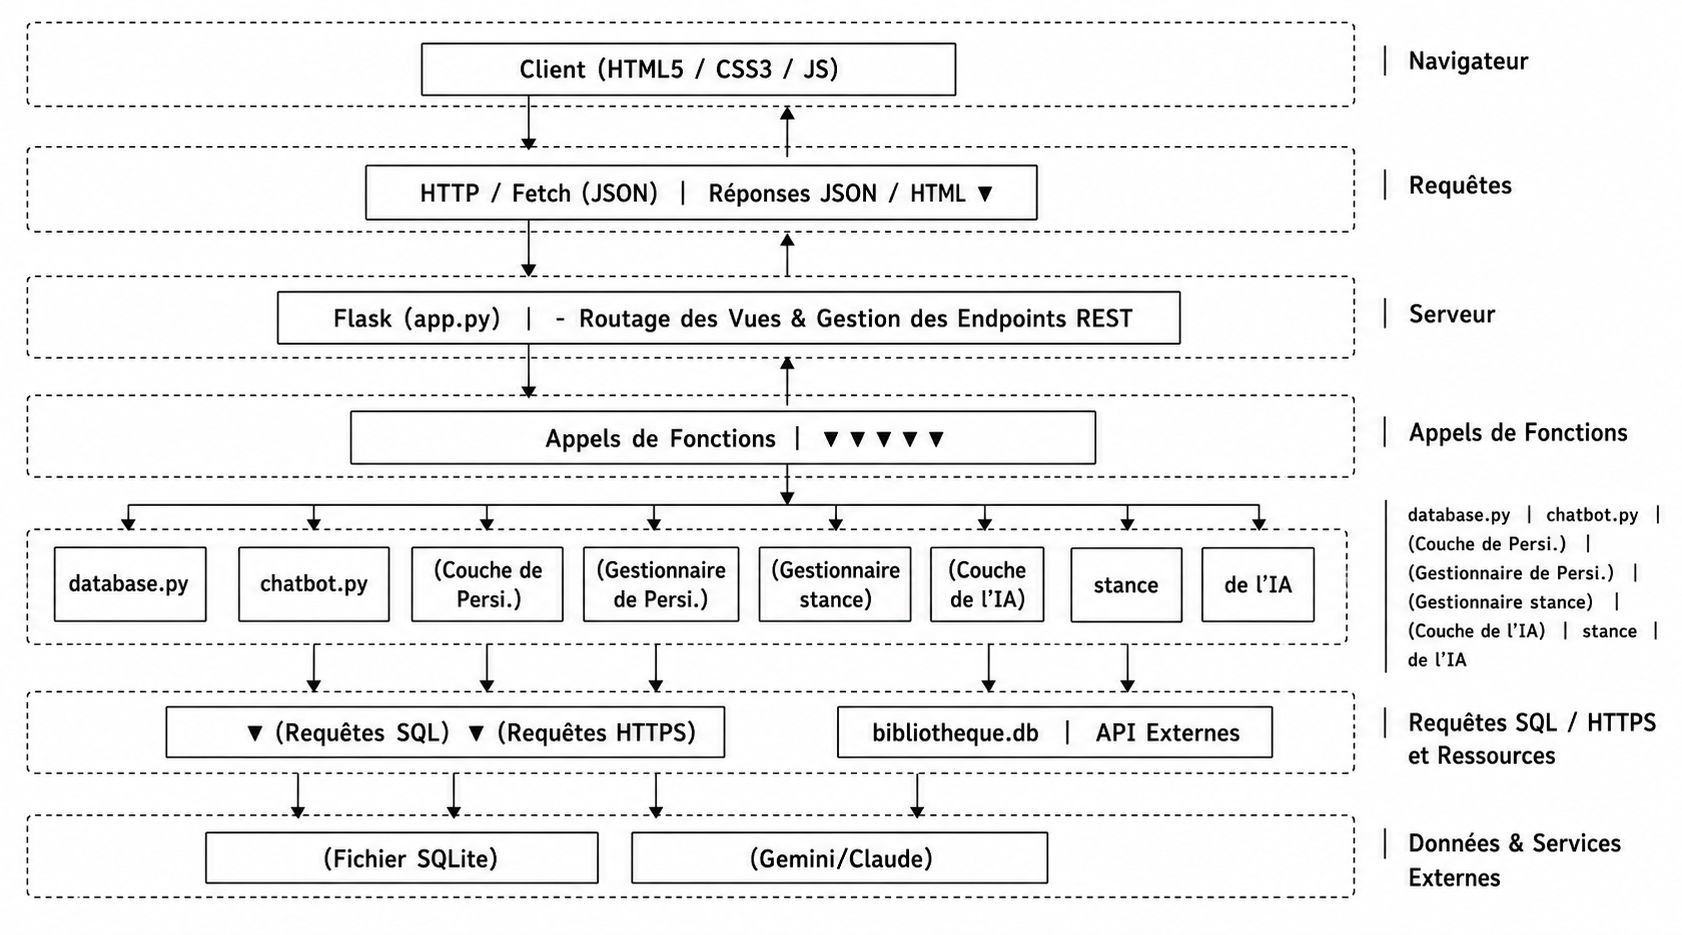 Client (HTML5 / CSS3 / JS)
| Navigateur
HTTP / Fetch (JSON) | Réponses JSON / HTML ▼
| Requêtes
Flask (app.py) | - Routage des Vues & Gestion des Endpoints REST
| Serveur
Appels de Fonctions | ▼ ▼ ▼ ▼ ▼
| Appels de Fonctions
database.py
chatbot.py
(Couche de
Persi.)
(Gestionnaire
de Persi.)
(Gestionnaire
stance)
(Couche
de l'IA)
stance
de l'IA
database.py | chatbot.py |
(Couche de Persi.) |
(Gestionnaire de Persi.) |
(Gestionnaire stance) |
(Couche de l'IA) | stance |
de l'IA
▼ (Requêtes SQL) ▼ (Requêtes HTTPS)
bibliotheque.db | API Externes
| Requêtes SQL / HTTPS
et Ressources
(Fichier SQLite)
(Gemini/Claude)
| Données & Services
Externes